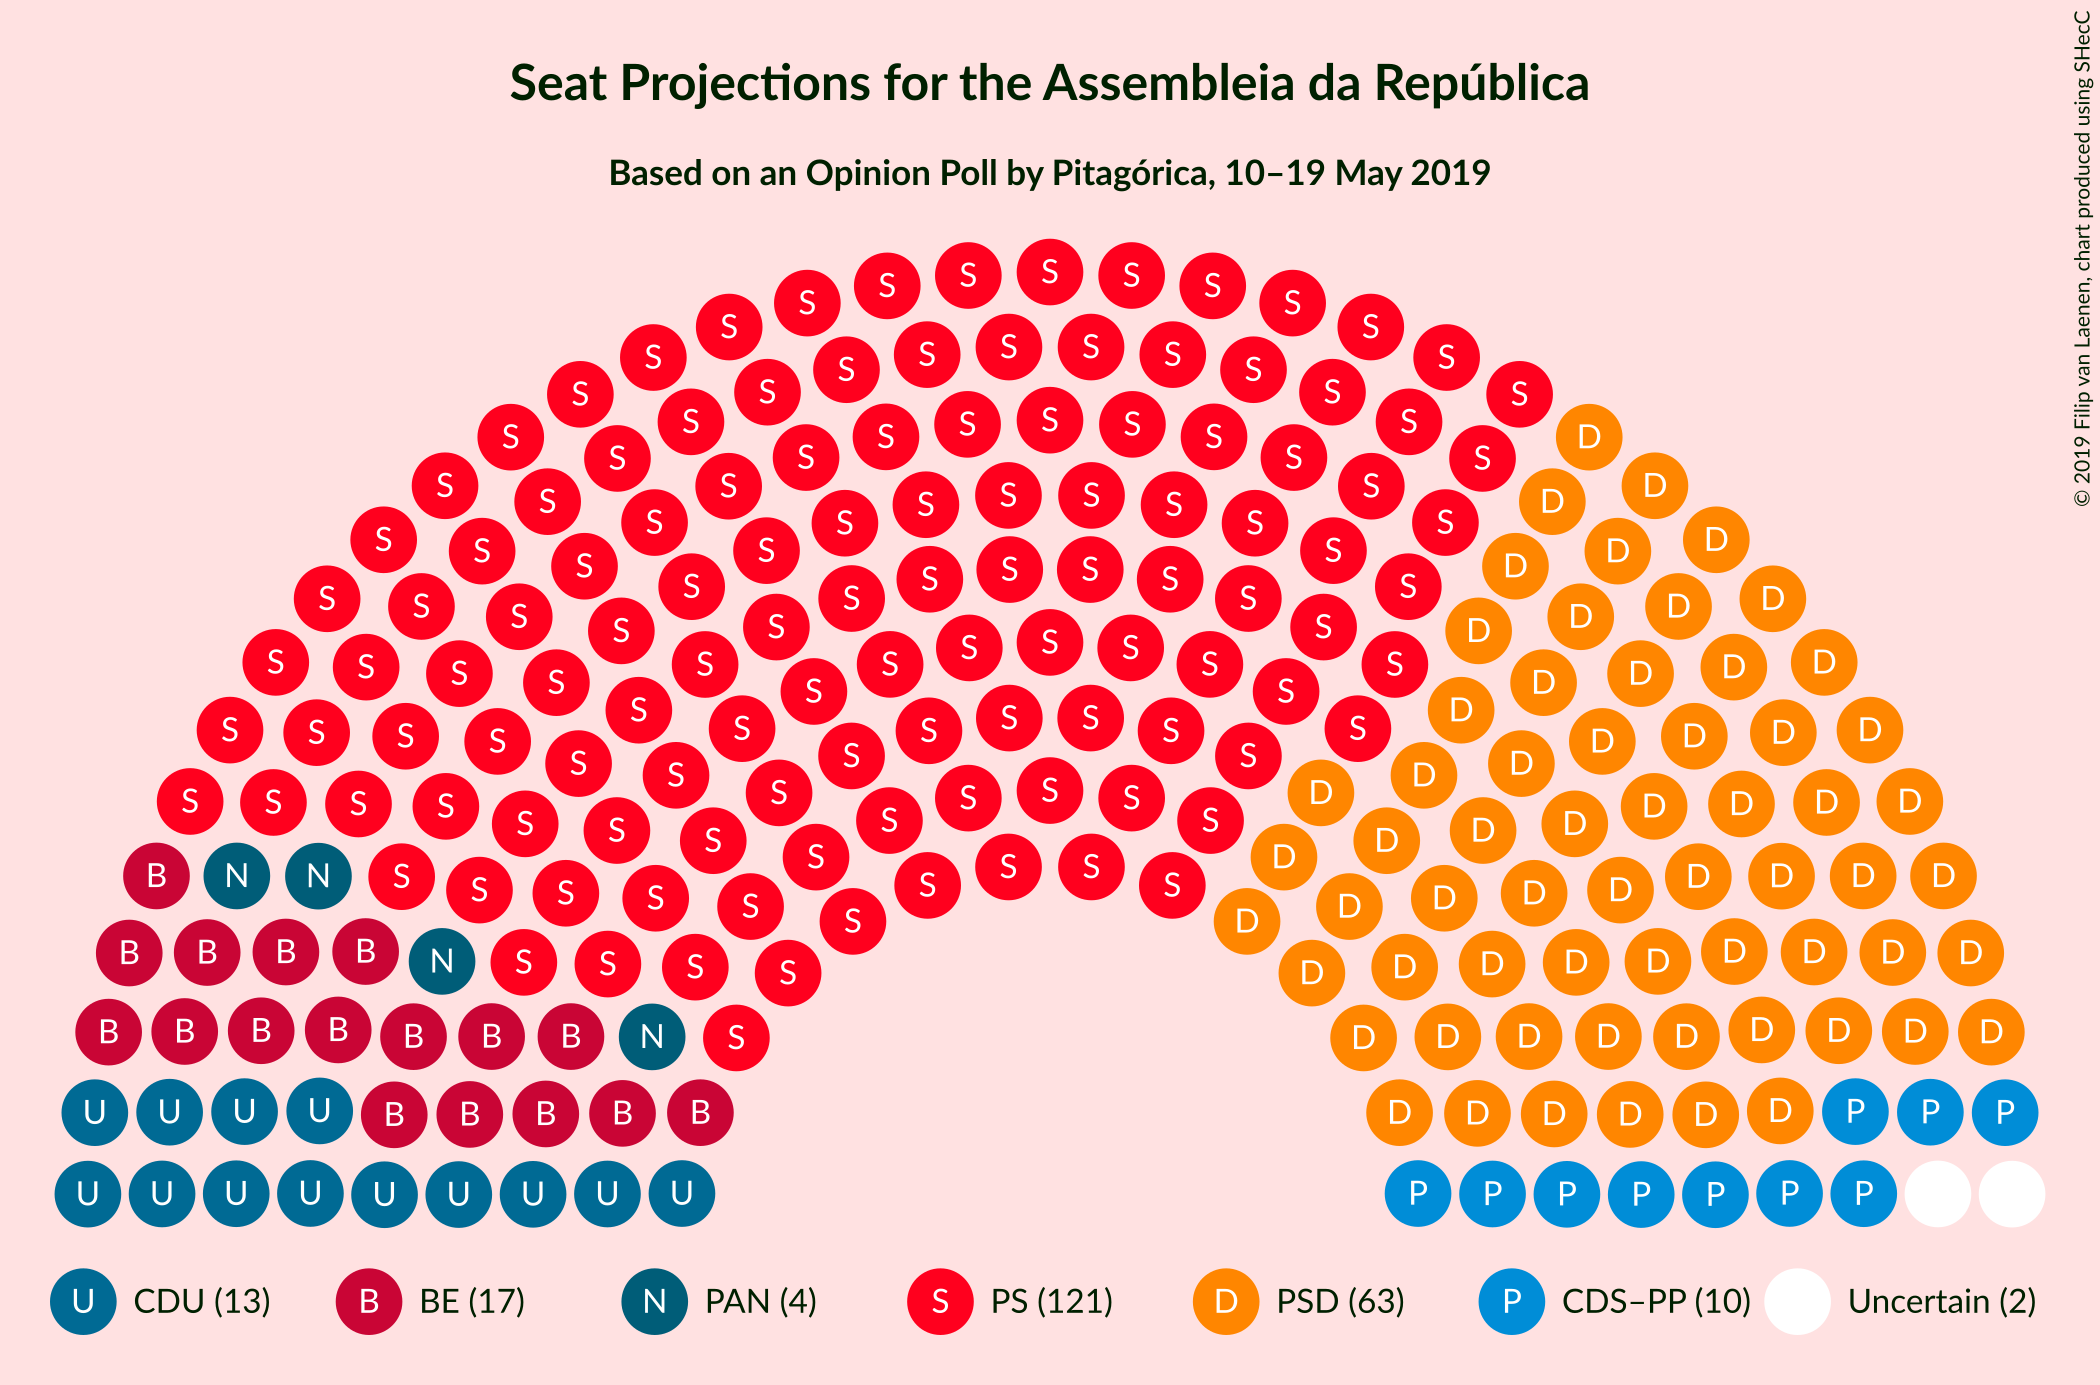 Seat Projections for the Assembleia da República
Based on an Opinion Poll by Pitagórica, 10–19 May 2019
© 2019 Filip van Laenen, chart produced using SHecC
S S S S S S S S S S S
S S S S S S S S S S
U CDU (13) B BE (17) N PAN (4) S PS (121) D PSD (63) P CDS–PP (10) Uncertain (2)